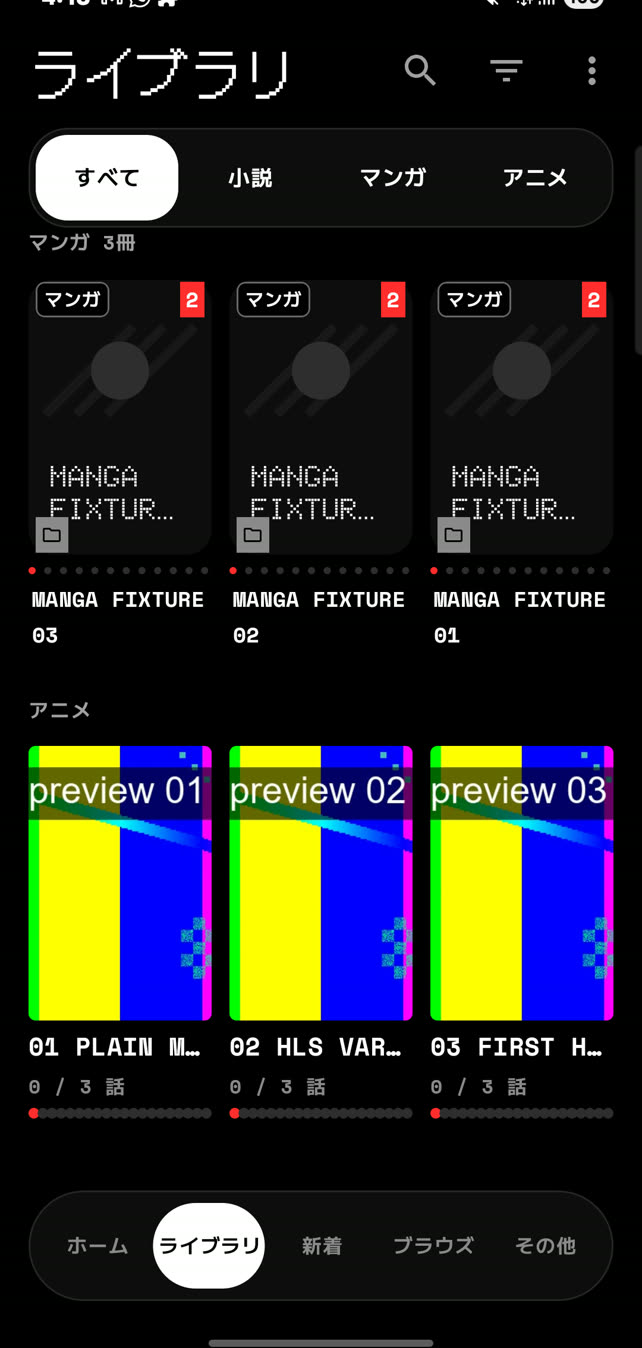 ライブラリ
すべて 小説 マンガ アニメ
マンガ 3冊
マンガ 2 マンガ 2 マンガ 2
MANGA MANGA MANGA
FIXTUR… FIXTUR… FIXTUR…
MANGA FIXTURE MANGA FIXTURE MANGA FIXTURE
03 02 01
アニメ
preview 01 preview 02 preview 03
01 PLAIN M… 02 HLS VAR… 03 FIRST H…
0 / 3 話 0 / 3 話 0 / 3 話
ホーム ライブラリ 新着 ブラウズ その他